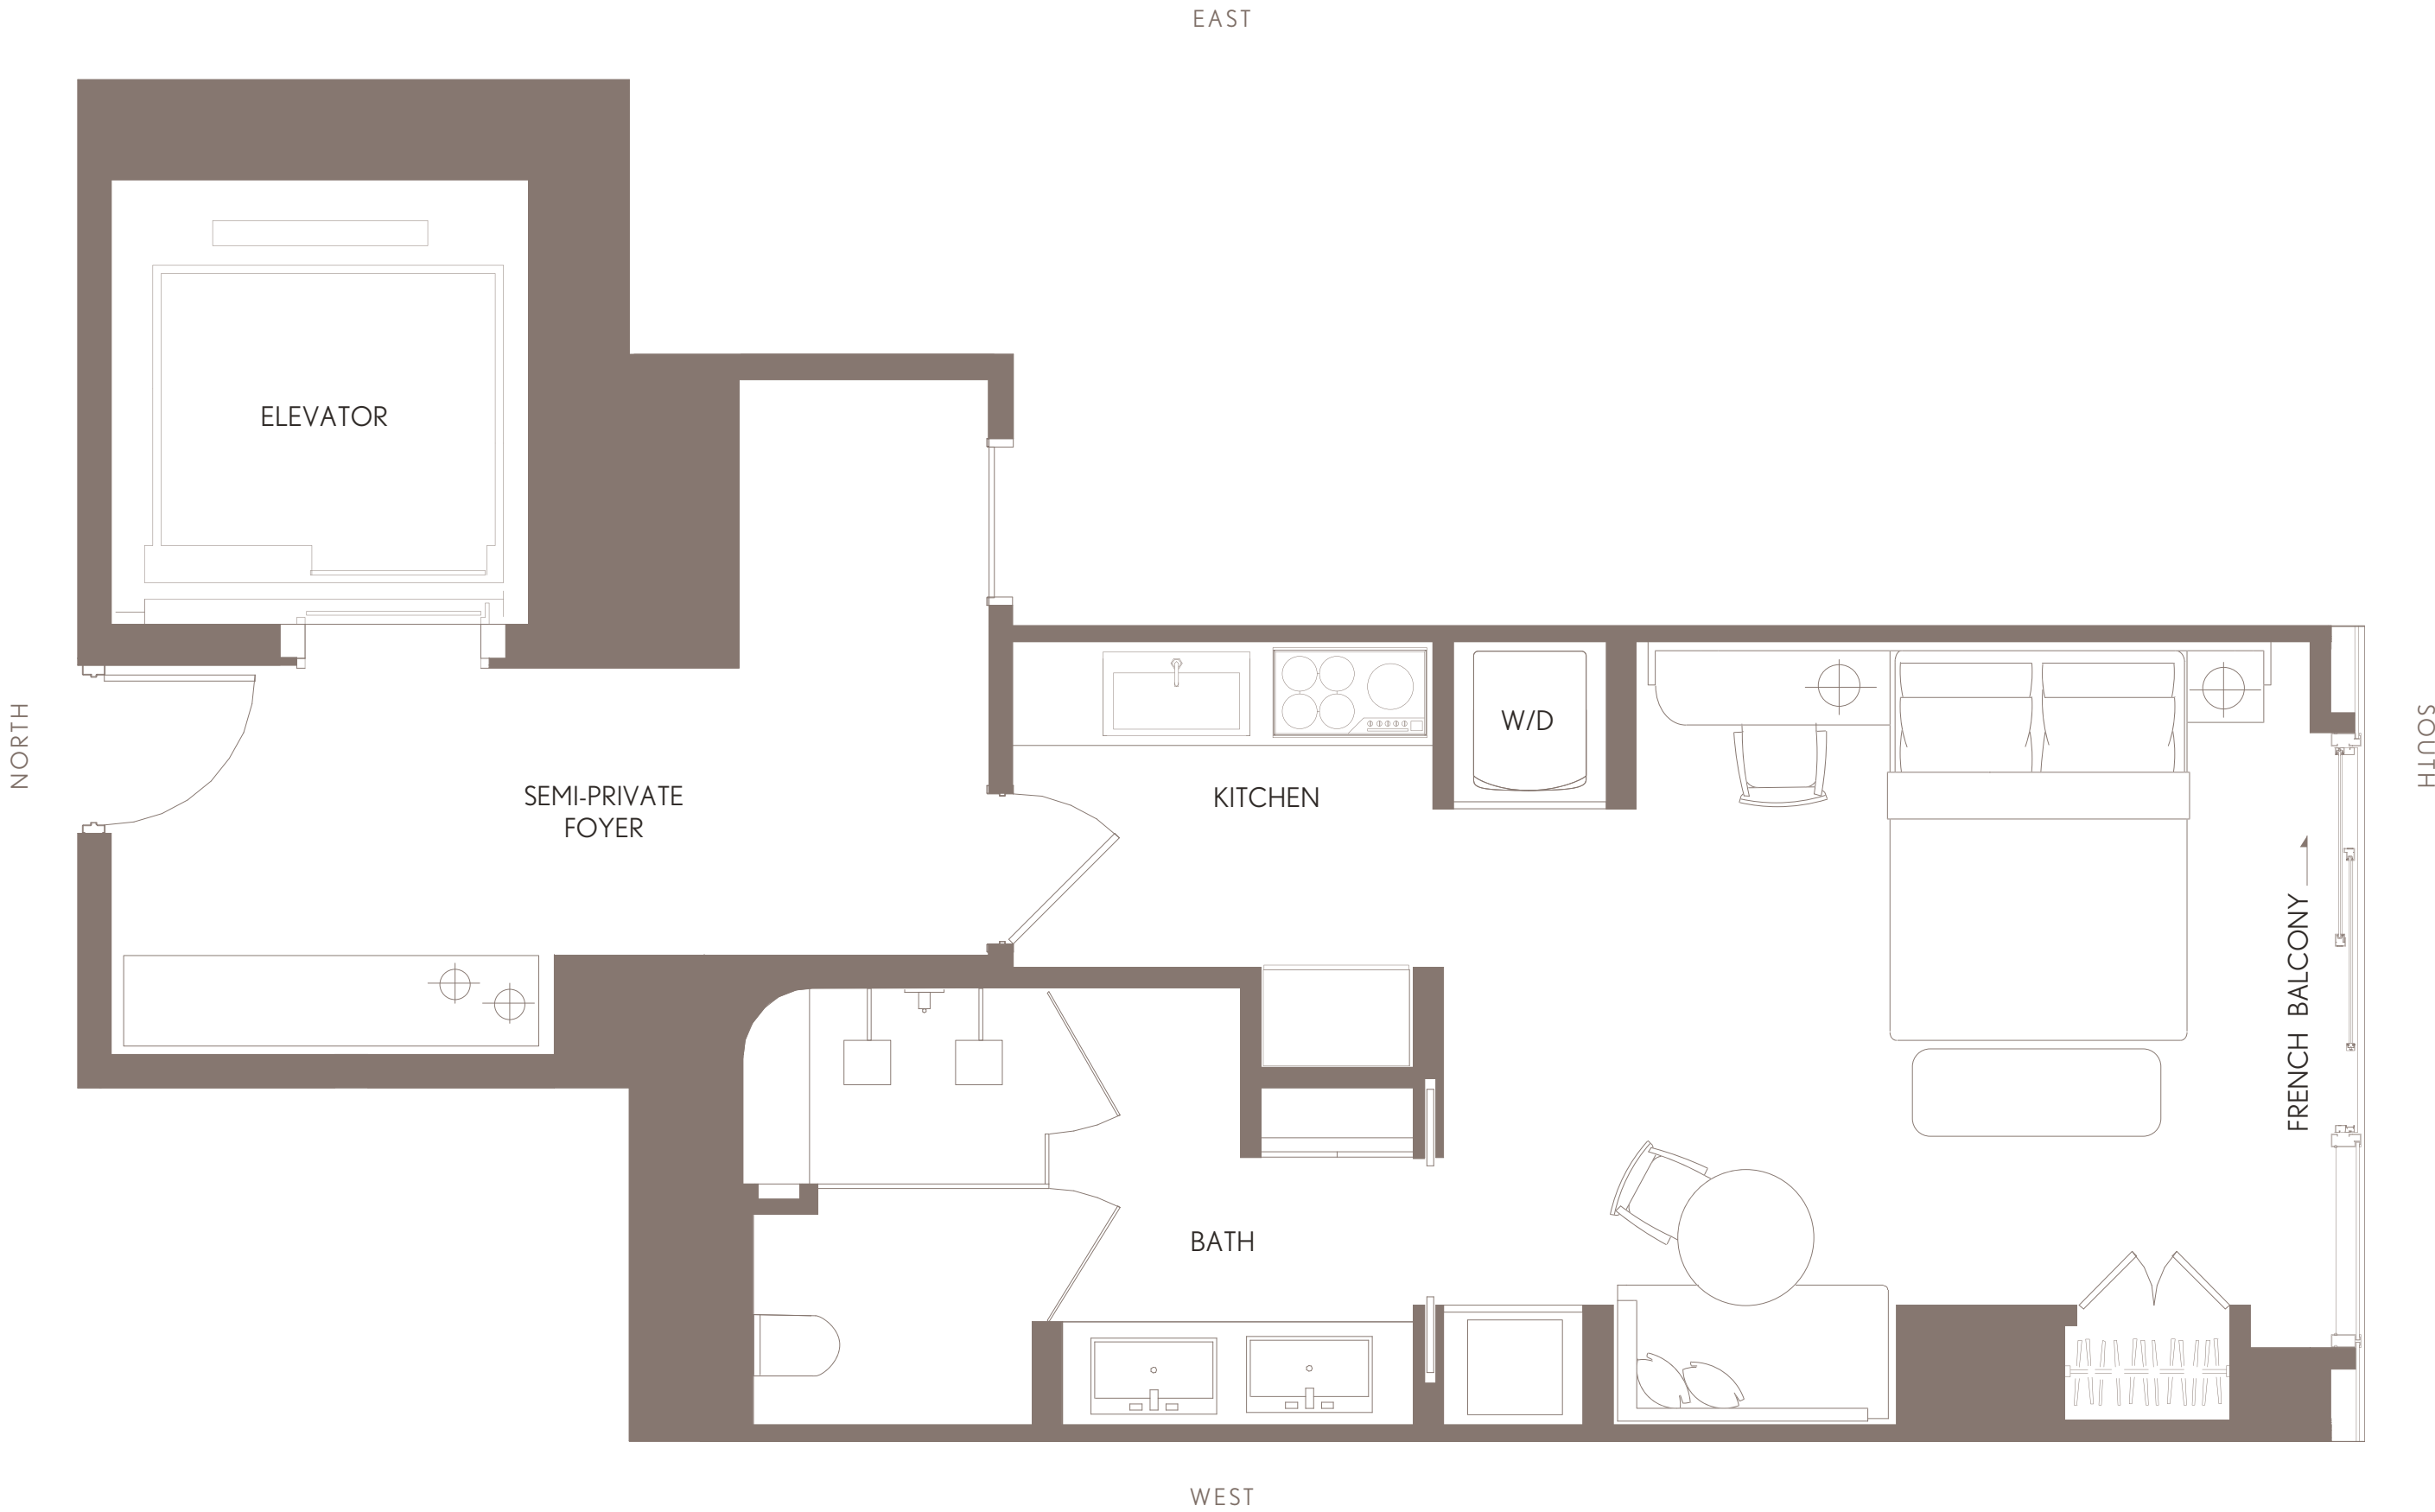 EAST
ELEVATOR
NORTH
SEMI-PRIVATE
FOYER
KITCHEN
W/D
SOUTH
FRENCH BALCONY
BATH
WEST